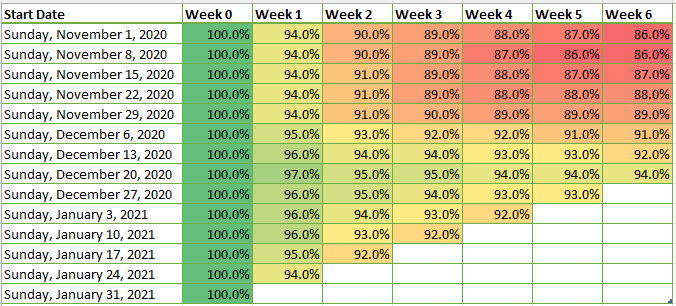 Start Date Week 0 Week 1 Week 2 Week 3 Week 4 Week 5 Week 6
Sunday, November 1, 2020 100.0% 94.0% 90.0% 89.0% 88.0% 87.0% 86.0%
Sunday, November 8, 2020 100.0% 94.0% 90.0% 89.0% 87.0% 86.0% 86.0%
Sunday, November 15, 2020 100.0% 94.0% 91.0% 89.0% 88.0% 87.0% 87.0%
Sunday, November 22, 2020 100.0% 94.0% 91.0% 89.0% 88.0% 88.0% 88.0%
Sunday, November 29, 2020 100.0% 94.0% 91.0% 90.0% 89.0% 89.0% 89.0%
Sunday, December 6, 2020 100.0% 95.0% 93.0% 92.0% 92.0% 91.0% 91.0%
Sunday, December 13, 2020 100.0% 96.0% 94.0% 94.0% 93.0% 93.0% 92.0%
Sunday, December 20, 2020 100.0% 97.0% 95.0% 95.0% 94.0% 94.0% 94.0%
Sunday, December 27, 2020 100.0% 96.0% 95.0% 94.0% 93.0% 93.0%
Sunday, January 3, 2021 100.0% 96.0% 94.0% 93.0% 92.0%
Sunday, January 10, 2021 100.0% 96.0% 93.0% 92.0%
Sunday, January 17, 2021 100.0% 95.0% 92.0%
Sunday, January 24, 2021 100.0% 94.0%
Sunday, January 31, 2021 100.0%